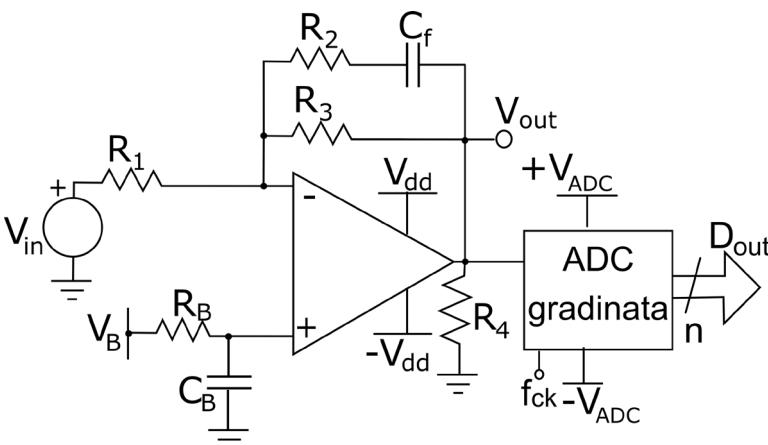 R2
Cf
R3
Vout
R1
Vdd
+VADC
+
-
Vin
ADC
gradinata
Dout
n
VB
RB
+
R4
CB
-Vdd
fck
-VADC